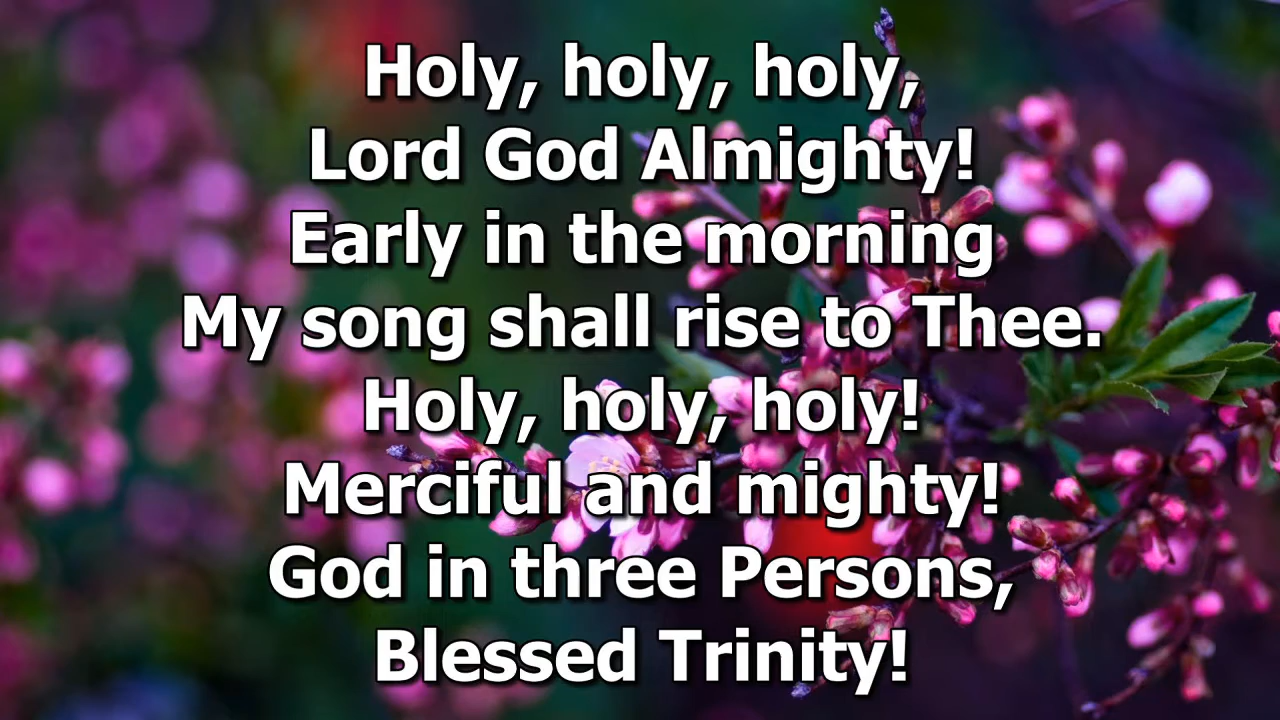 Holy, holy, holy,
Lord God Almighty!
Early in the morning
My song shall rise to Thee.
Holy, holy, holy!
Merciful and mighty!
God in three Persons,
Blessed Trinity!